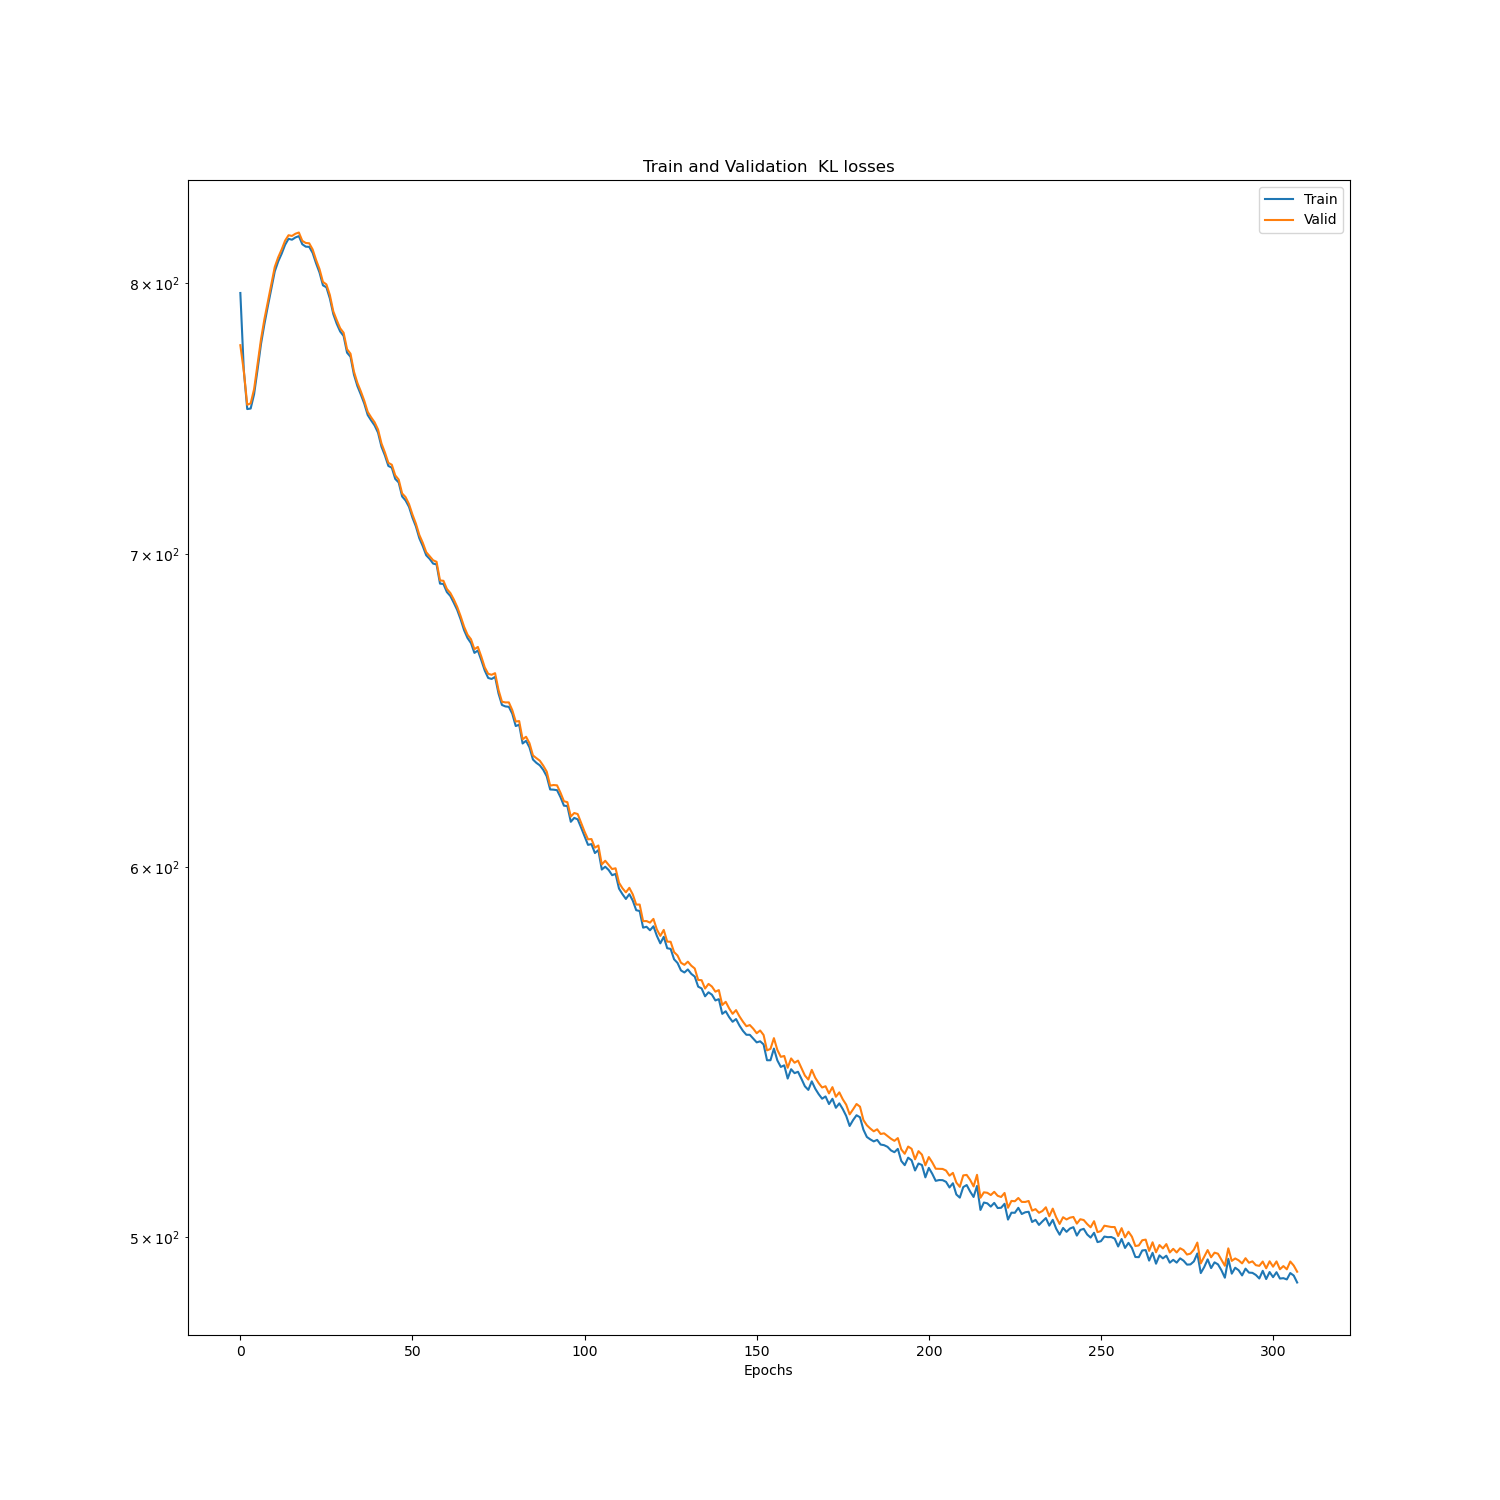 Train and Validation  KL losses
Train
Valid
8 × 10²
7 × 10²
6 × 10²
5 × 10²
0 50 100 150 200 250 300
Epochs